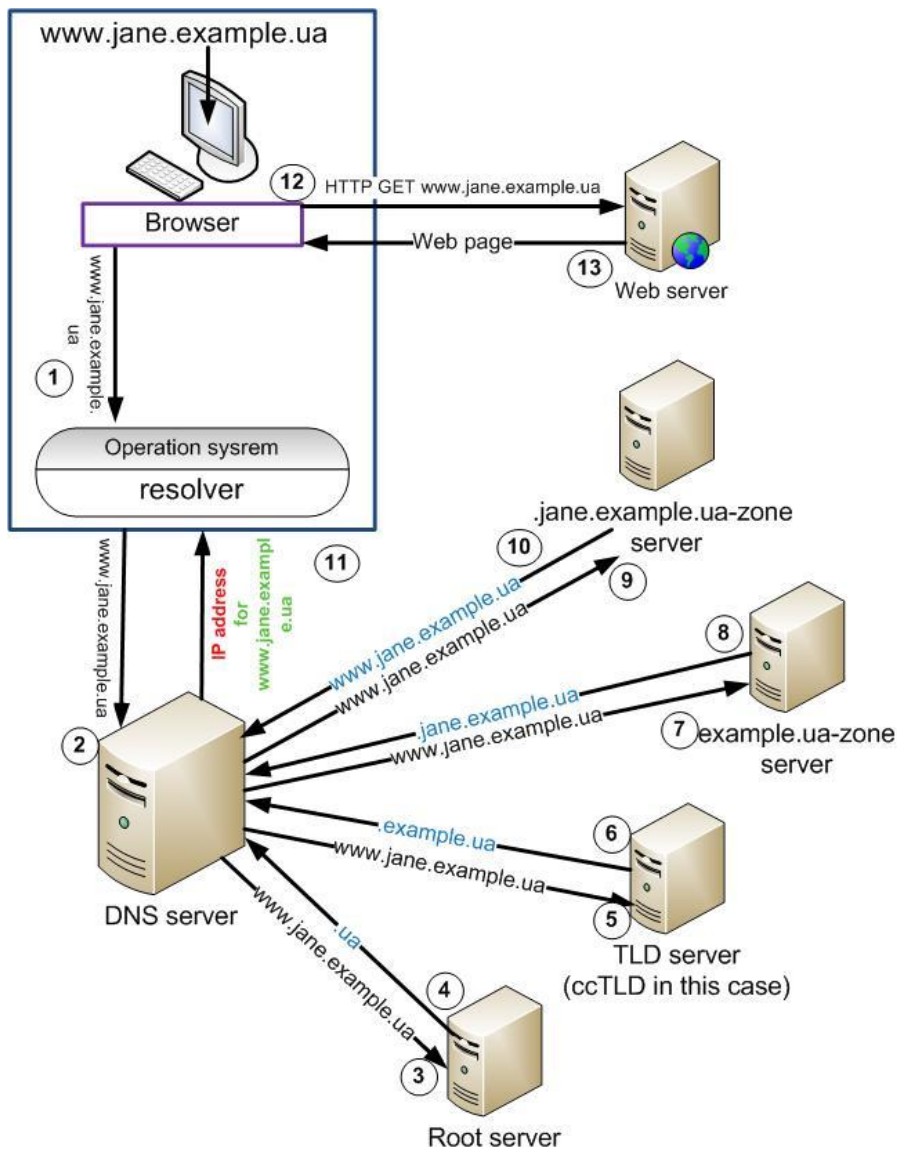 www.jane.example.ua
12
HTTP GET www.jane.example.ua
Browser
Web page
13
Web server
www.jane.example.
ua
1
Operation sysrem
resolver
.jane.example.ua-zone
server
www.jane.example.ua
IP address
for
www.jane.exampl
e.ua
11
10
9
www.jane.example.ua
www.jane.example.ua
8
.jane.example.ua
www.jane.example.ua
7
example.ua-zone
server
2
DNS server
6
.example.ua
www.jane.example.ua
5
TLD server
(ccTLD in this case)
.ua
www.jane.example.ua
4
3
Root server